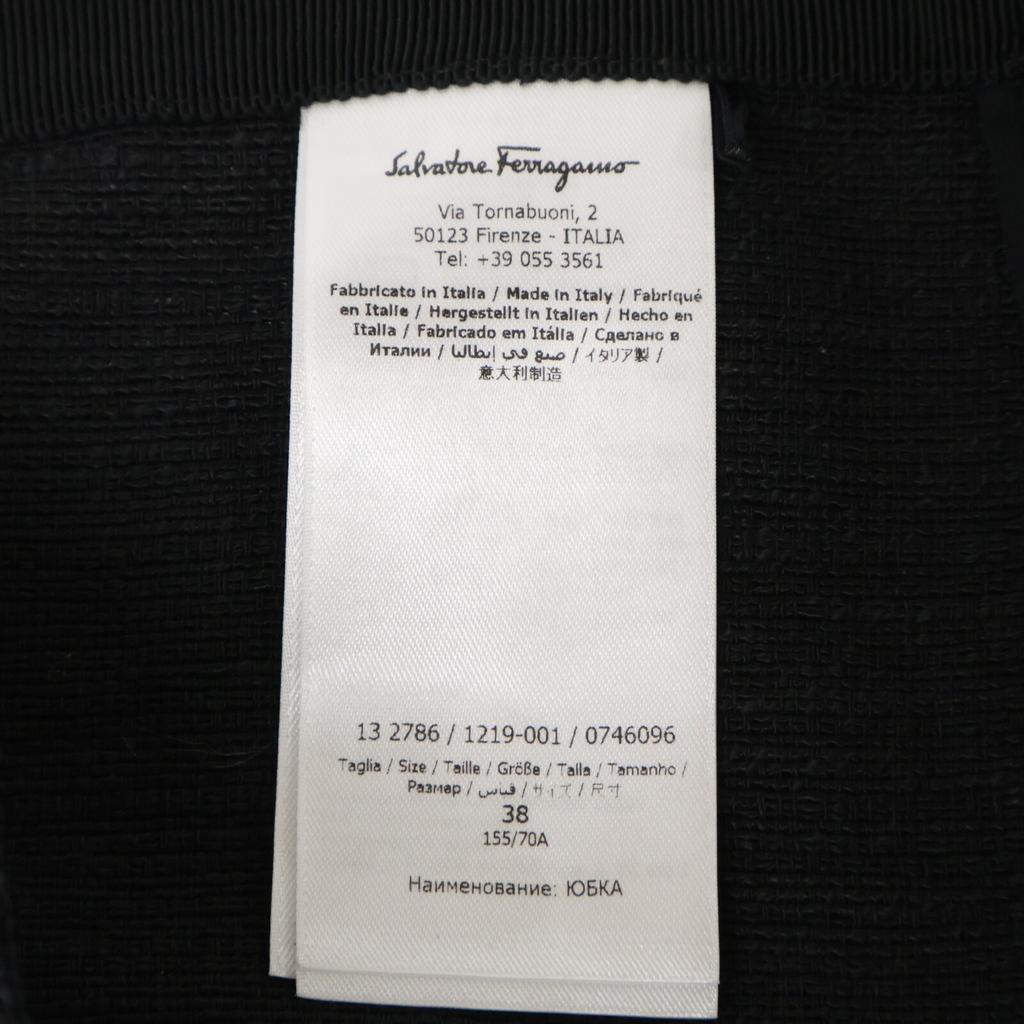 Salvatore Ferragamo
Via Tornabuoni, 2
50123 Firenze - ITALIA
Tel: +39 055 3561
Fabbricato in Italia / Made in Italy / Fabriqué
en Italie / Hergestellt in Italien / Hecho en
Italia / Fabricado em Itália / Сделано в
Италии / صنع في إيطاليا / イタリア製 /
意大利制造
13 2786 / 1219-001 / 0746096
Taglia / Size / Taille / Größe / Talla / Tamanho /
Размер / قياس / サイズ / 尺寸
38
155/70A
Наименование: ЮБКА